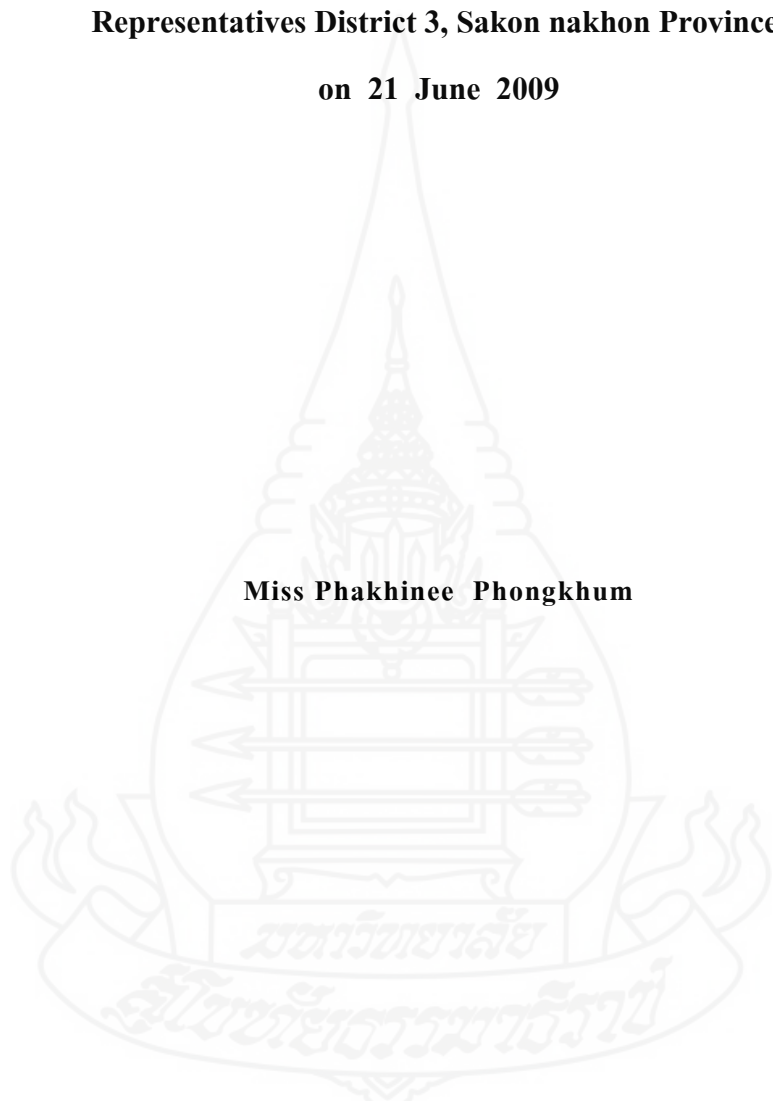 Representatives District 3, Sakon nakhon Province
on 21 June 2009
Miss Phakhinee Phongkhum
มหาวิทยาลัย
สุโขทัยธรรมาธิราช